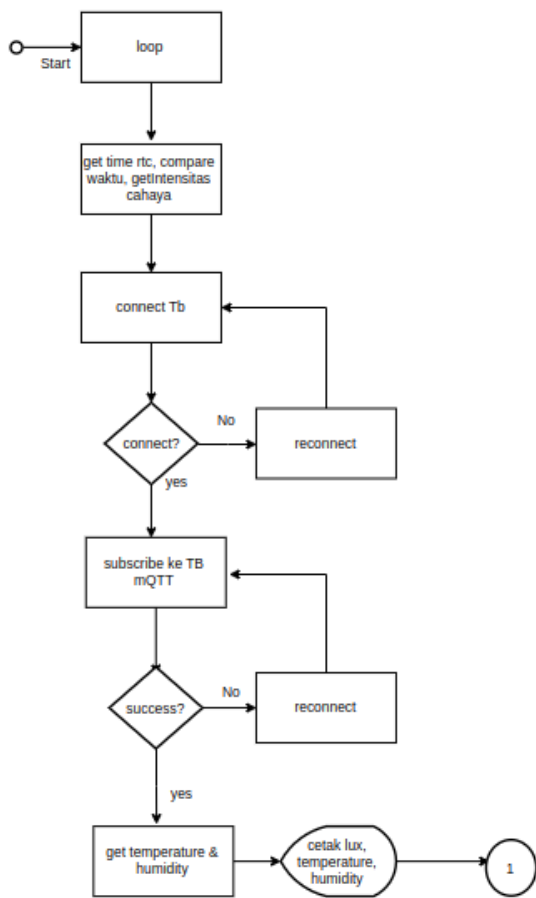 loop
Start
get time rtc, compare
waktu, getIntensitas
cahaya
connect Tb
connect?
No
reconnect
yes
subscribe ke TB
mQTT
success?
No
reconnect
yes
get temperature &
humidity
cetak lux,
temperature,
humidity
1